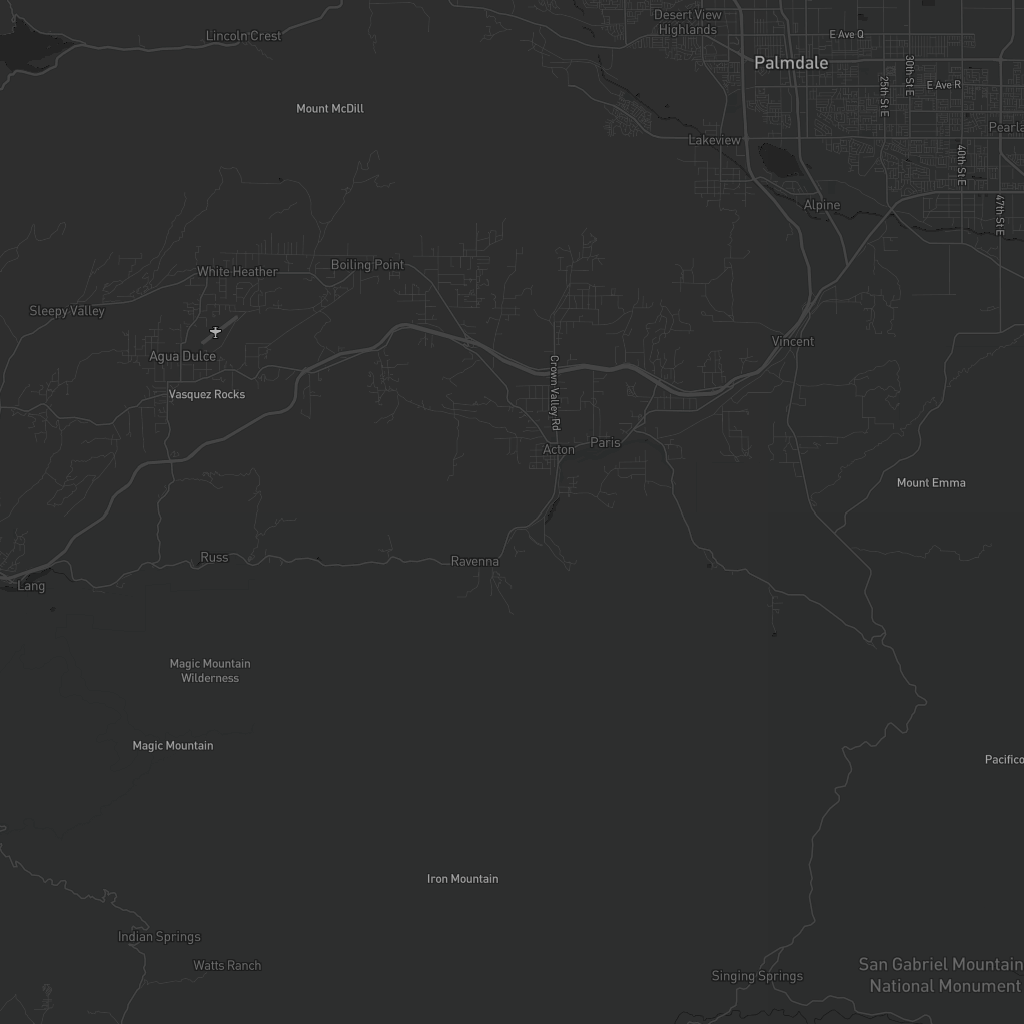 Desert View
Highlands
Lincoln Crest
E Ave Q
Palmdale
30th St E
25th St E
E Ave R
Mount McDill
Pearla
Lakeview
40th St E
Alpine
47th St E
Boiling Point
White Heather
Sleepy Valley
Vincent
Agua Dulce
Crown Valley Rd
Vasquez Rocks
Paris
Acton
Mount Emma
Russ
Ravenna
Lang
Magic Mountain
Wilderness
Magic Mountain
Pacifico
Iron Mountain
Indian Springs
Watts Ranch
San Gabriel Mountain
National Monument
Singing Springs